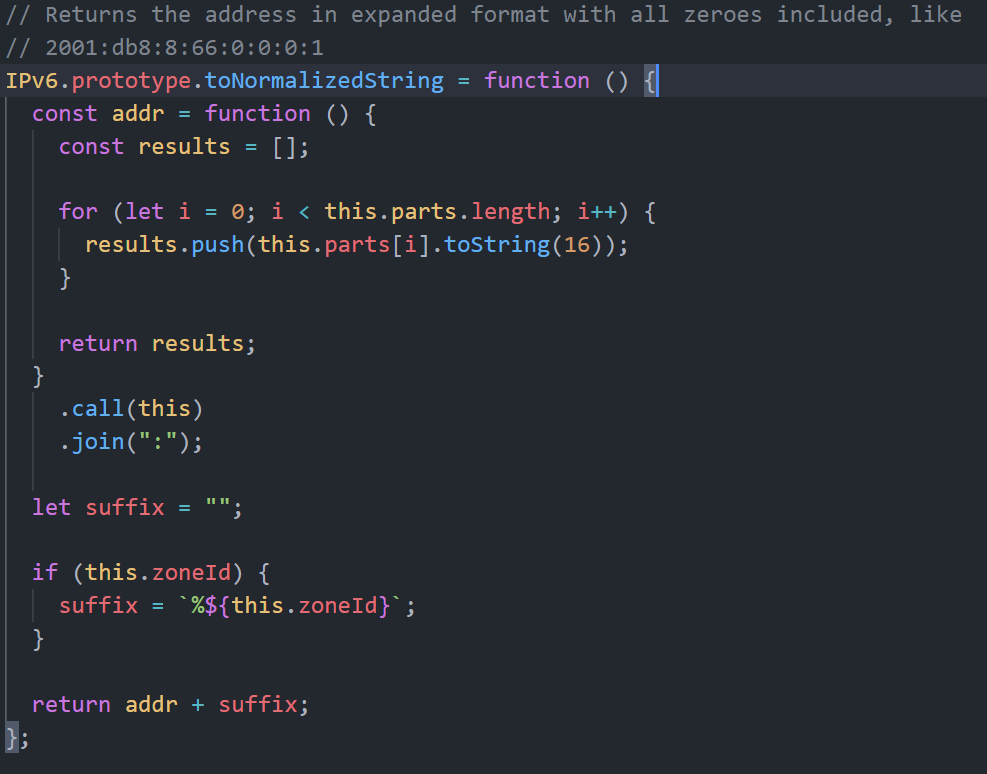 // Returns the address in expanded format with all zeroes included, like
// 2001:db8:8:66:0:0:0:1
IPv6.prototype.toNormalizedString = function () {
  const addr = function () {
    const results = [];

    for (let i = 0; i < this.parts.length; i++) {
      results.push(this.parts[i].toString(16));
    }

    return results;
  }
    .call(this)
    .join(":");

  let suffix = "";

  if (this.zoneId) {
    suffix = `%${this.zoneId}`;
  }

  return addr + suffix;
};